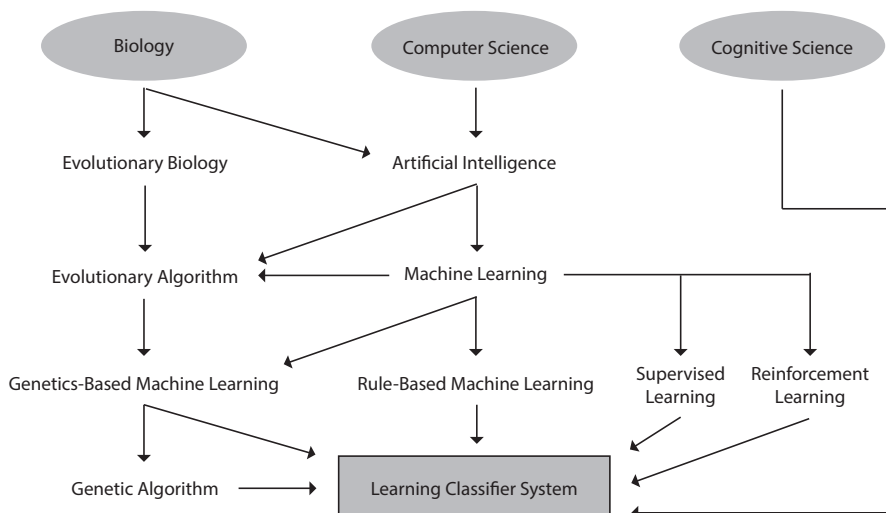 Biology
Computer Science
Cognitive Science
Evolutionary Biology
Artificial Intelligence
Evolutionary Algorithm
Machine Learning
Genetics-Based Machine Learning
Rule-Based Machine Learning
Supervised
Learning
Reinforcement
Learning
Genetic Algorithm
Learning Classifier System